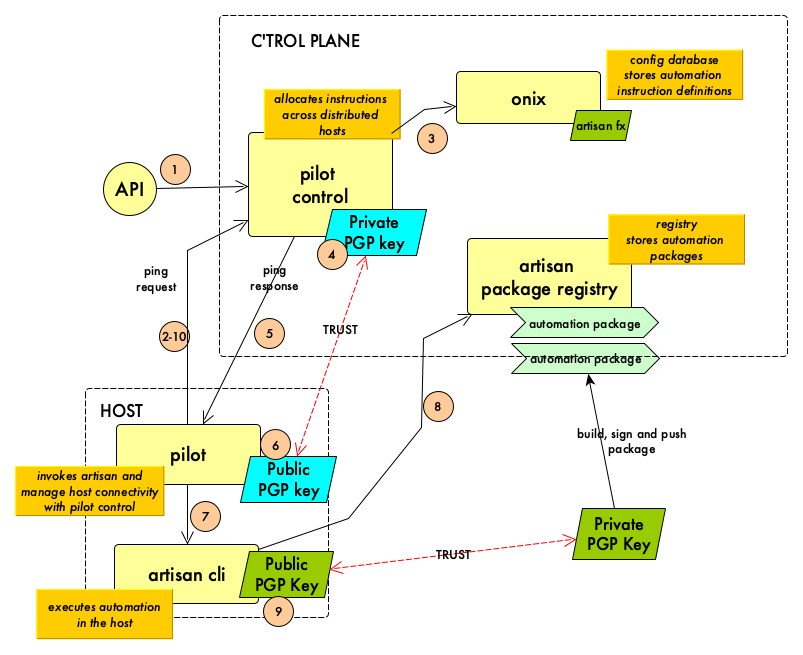 C'TROL PLANE
config database
stores automation
instruction definitions
allocates instructions
across distributed
hosts
onix
artisan fx
3
1
API
pilot
control
Private
PGP key
4
registry
stores automation
packages
artisan
package registry
automation package
automation package
ping
request
ping
response
TRUST
2-10
5
HOST
8
6
pilot
build, sign and push
package
Public
PGP key
invokes artisan and
manage host connectivity
with pilot control
7
Private
PGP Key
TRUST
artisan cli
Public
PGP Key
executes automation
in the host
9